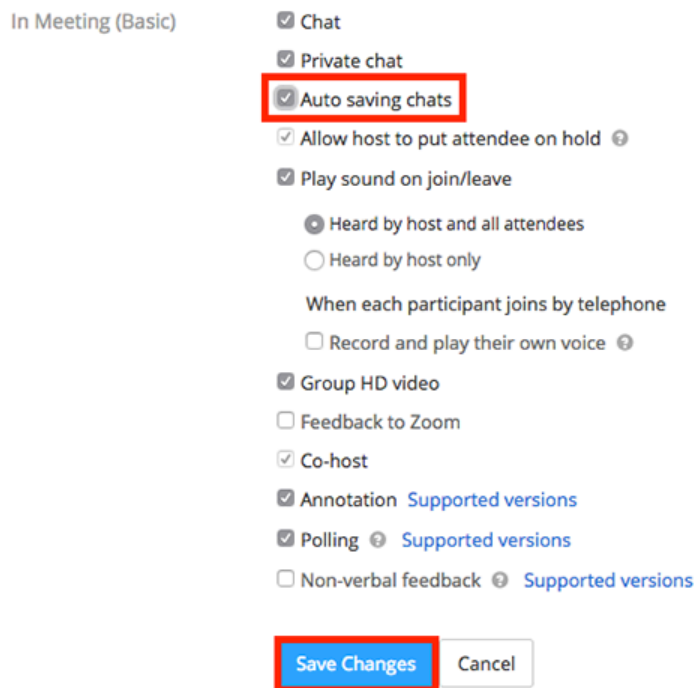 In Meeting (Basic)
Chat
Private chat
Auto saving chats
Allow host to put attendee on hold ?
Play sound on join/leave
Heard by host and all attendees
Heard by host only
When each participant joins by telephone
Record and play their own voice ?
Group HD video
Feedback to Zoom
Co-host
Annotation Supported versions
Polling ? Supported versions
Non-verbal feedback ? Supported versions
Save Changes Cancel